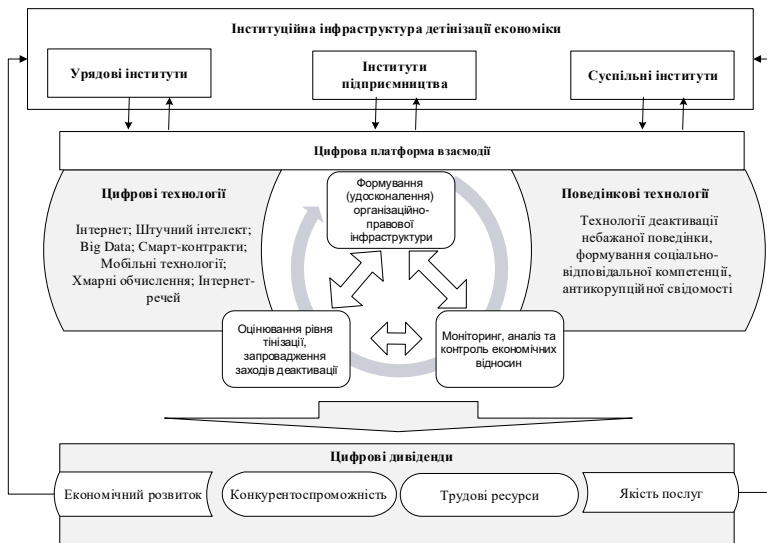 Інституційна інфраструктура детінізації економіки
Урядові інститути
Інститути
підприємництва
Суспільні інститути
Цифрова платформа взаємодії
Цифрові технології
Інтернет; Штучний інтелект;
Big Data; Смарт-контракти;
Мобільні технології;
Хмарні обчислення; Інтернет-
речей
Формування
(удосконалення)
організаційно-
правової
інфраструктури
Поведінкові технології
Технології деактивації
небажаної поведінки,
формування соціально-
відповідальної компетенції,
антикорупційної свідомості
Оцінювання рівня
тінізації,
запровадження
заходів деактивації
Моніторинг, аналіз та
контроль економічних
відносин
Цифрові дивіденди
Економічний розвиток
Конкурентоспроможність
Трудові ресурси
Якість послуг